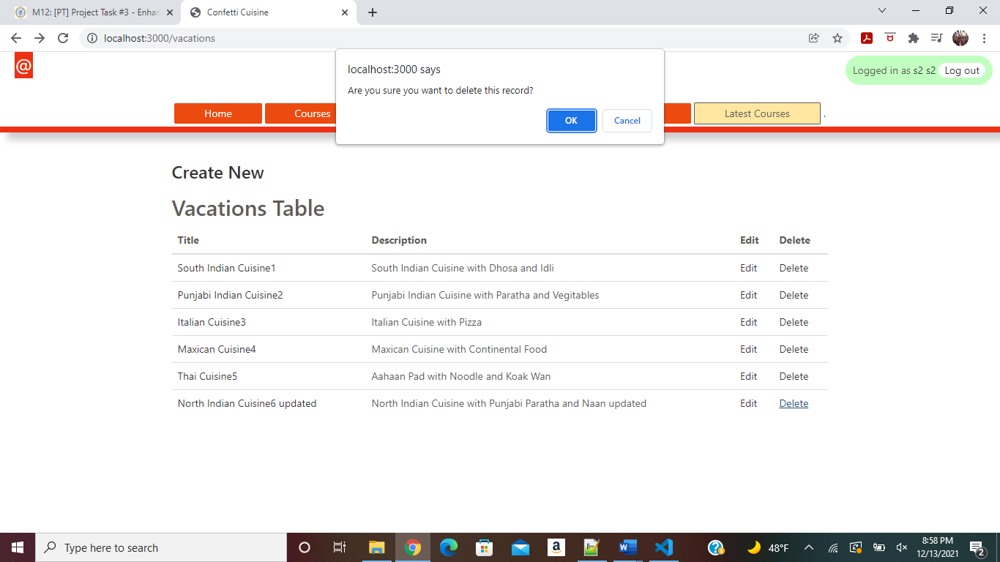 M12: [PT] Project Task #3 - Enhan
Confetti Cuisine
localhost:3000/vacations
@
localhost:3000 says
Are you sure you want to delete this record?
OK
Cancel
Logged in as s2 s2 Log out
Home
Courses
Latest Courses
.
Create New
Vacations Table
Title Description Edit Delete
South Indian Cuisine1 South Indian Cuisine with Dhosa and Idli Edit Delete
Punjabi Indian Cuisine2 Punjabi Indian Cuisine with Paratha and Vegitables Edit Delete
Italian Cuisine3 Italian Cuisine with Pizza Edit Delete
Maxican Cuisine4 Maxican Cuisine with Continental Food Edit Delete
Thai Cuisine5 Aahaan Pad with Noodle and Koak Wan Edit Delete
North Indian Cuisine6 updated North Indian Cuisine with Punjabi Paratha and Naan updated Edit Delete
Type here to search
48°F
8:58 PM
12/13/2021
2